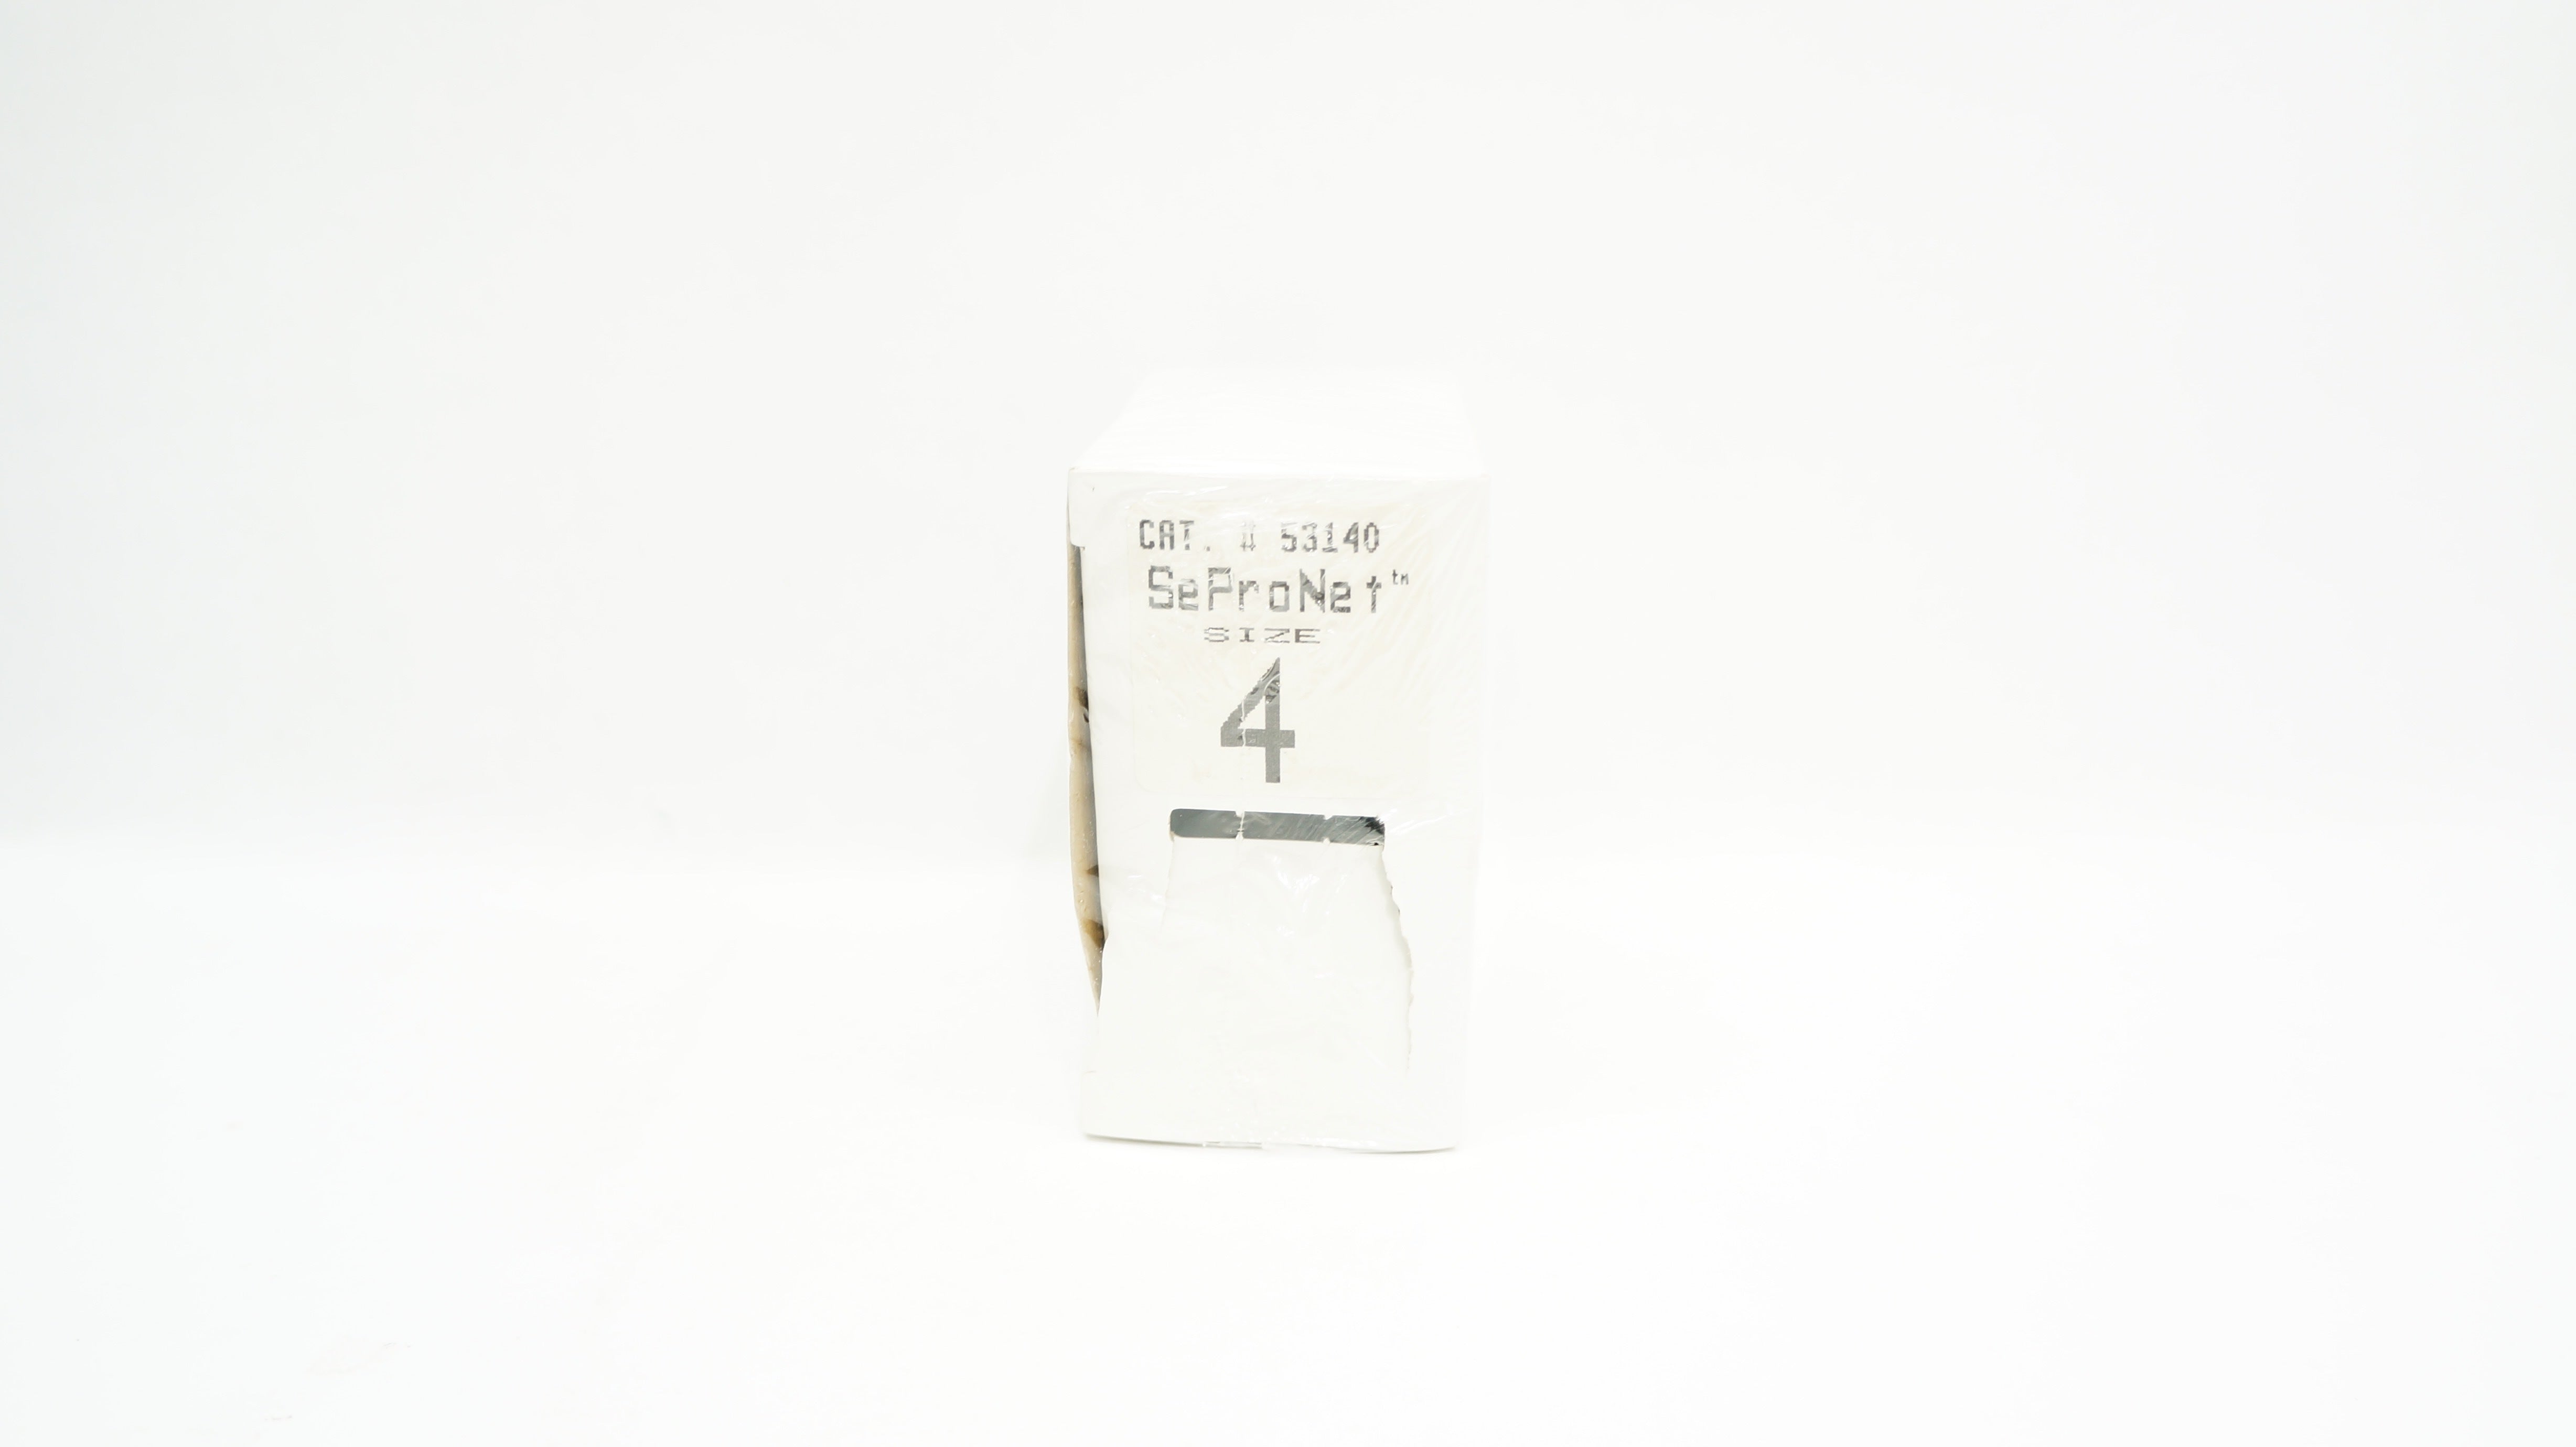 CAT. # 53140
SeProNet™
SIZE
4